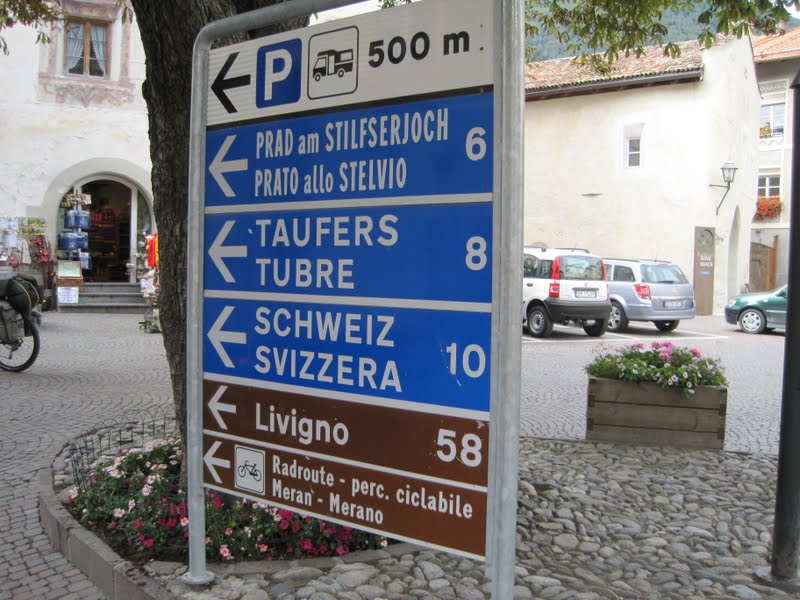 P 500 m
PRAD am STILFSERJOCH 6
PRATO allo STELVIO
TAUFERS 8
TUBRE
SCHWEIZ 10
SVIZZERA
Livigno 58
Radroute - perc. ciclabile
Meran - Merano